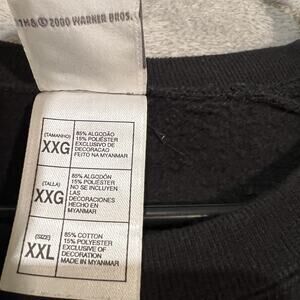 TM & © 2000 WARNER BROS.
(TAMANHO)
XXG
85% ALGODÃO
15% POLIÉSTER
EXCLUSIVO DE
DECORACAO
FEITO NA MYANMAR
(TALLA)
XXG
85% ALGODÓN
15% POLIÉSTER
NO SE INCLUYEN
LAS
DECORACIONES
HECHO EN
MYANMAR
(SIZE)
XXL
85% COTTON
15% POLYESTER
EXCLUSIVE OF
DECORATION
MADE IN MYANMAR